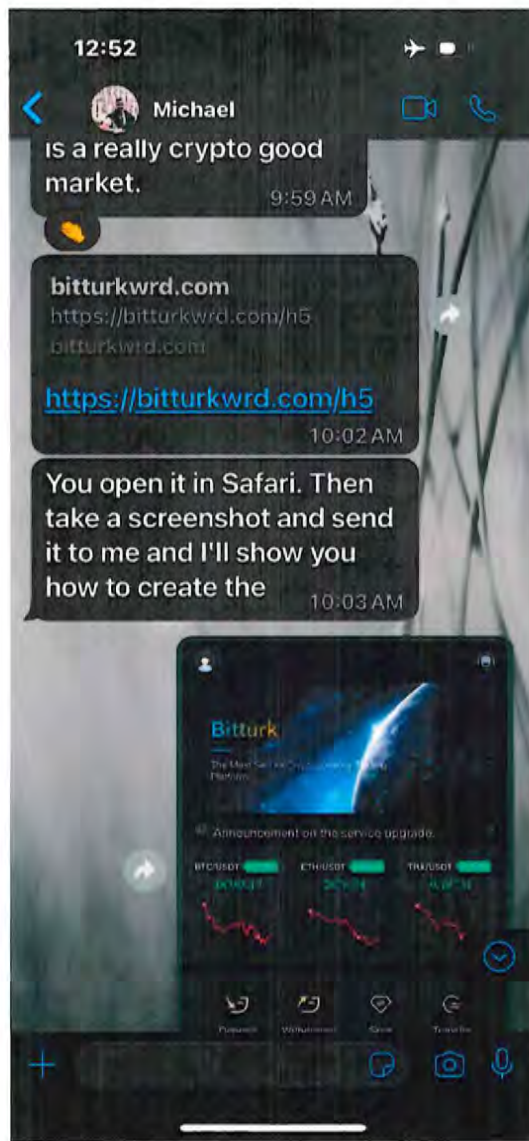 12:52
Michael
is a really crypto good
market.
9:59 AM
bitturkwrd.com
https://bitturkwrd.com/h5
bitturkwrd.com
https://bitturkwrd.com/h5
10:02 AM
You open it in Safari. Then
take a screenshot and send
it to me and I'll show you
how to create the
10:03 AM
Bitturk
Platform
Announcement on the service upgrade.
BTC/USDT
ETH/USDT
TRX/USDT
Transfer